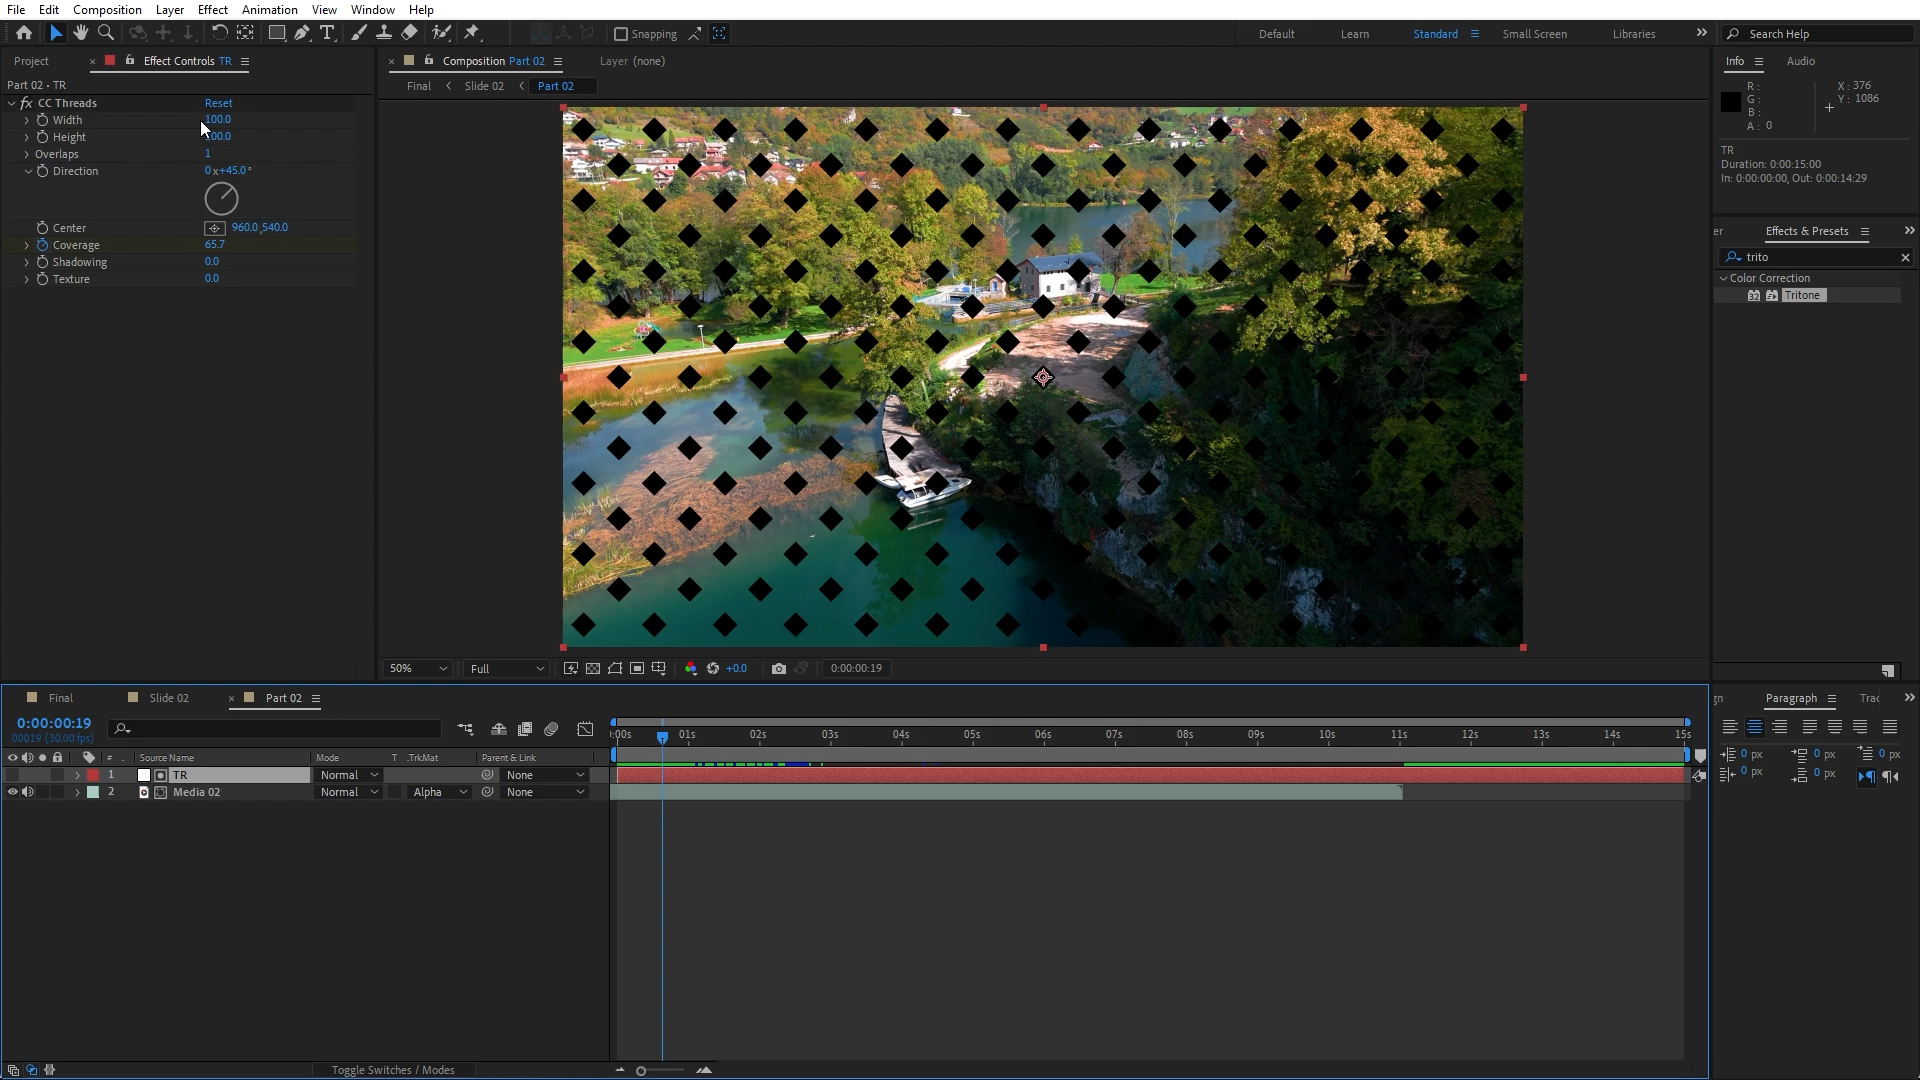 File Edit Composition Layer Effect Animation View Window Help
Snapping Default Learn Standard Small Screen Libraries Search Help
Project Effect Controls TR
Part 02 • TR
fx CC Threads Reset
Width 100.0
Height 100.0
Overlaps 1
Direction 0x+45.0°
Center 960.0,540.0
Coverage 65.7
Shadowing 0.0
Texture 0.0
Composition Part 02 Layer (none)
Final Slide 02 Part 02
50% Full +0.0 0:00:00:19
Info Audio
R :
G :
B :
A : 0
X : 376
Y : 1086
TR
Duration: 0:00:15:00
In: 0:00:00:00, Out: 0:00:14:29
er Effects & Presets
trito
Color Correction
32 Tritone
Final Slide 02 Part 02
0:00:00:19
00019 (30.00 fps)
# . Source Name Mode T .TrkMat Parent & Link
1 TR Normal None
2 Media 02 Normal Alpha None
:00s 01s 02s 03s 04s 05s 06s 07s 08s 09s 10s 11s 12s 13s 14s 15s
Toggle Switches / Modes
gn Paragraph Trac
0 px 0 px 0 px
0 px 0 px